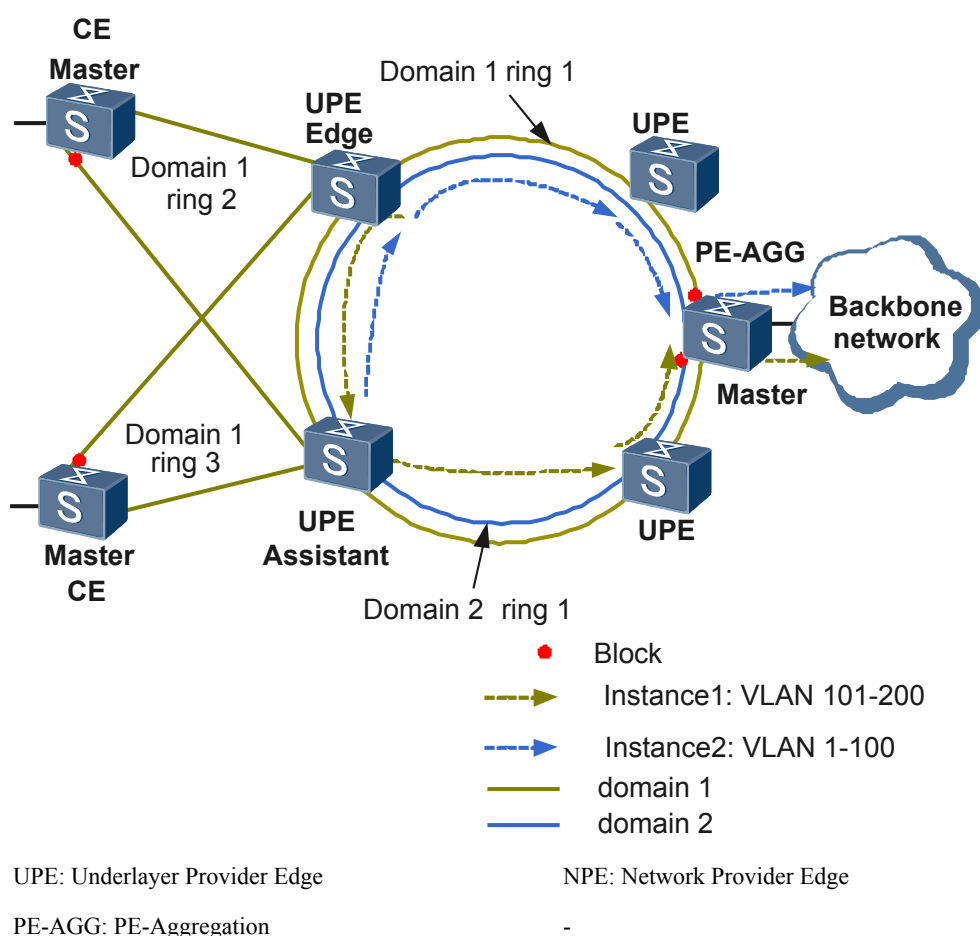 CE
Master
S
Domain 1
ring 2
UPE
Edge
S
Domain 1 ring 1
UPE
S
PE-AGG
S
Master
Backbone
network
Domain 1
ring 3
S
Master
CE
S
UPE
Assistant
S
UPE
Domain 2 ring 1
Block
Instance1: VLAN 101-200
Instance2: VLAN 1-100
domain 1
domain 2
UPE: Underlayer Provider Edge
NPE: Network Provider Edge
PE-AGG: PE-Aggregation
-